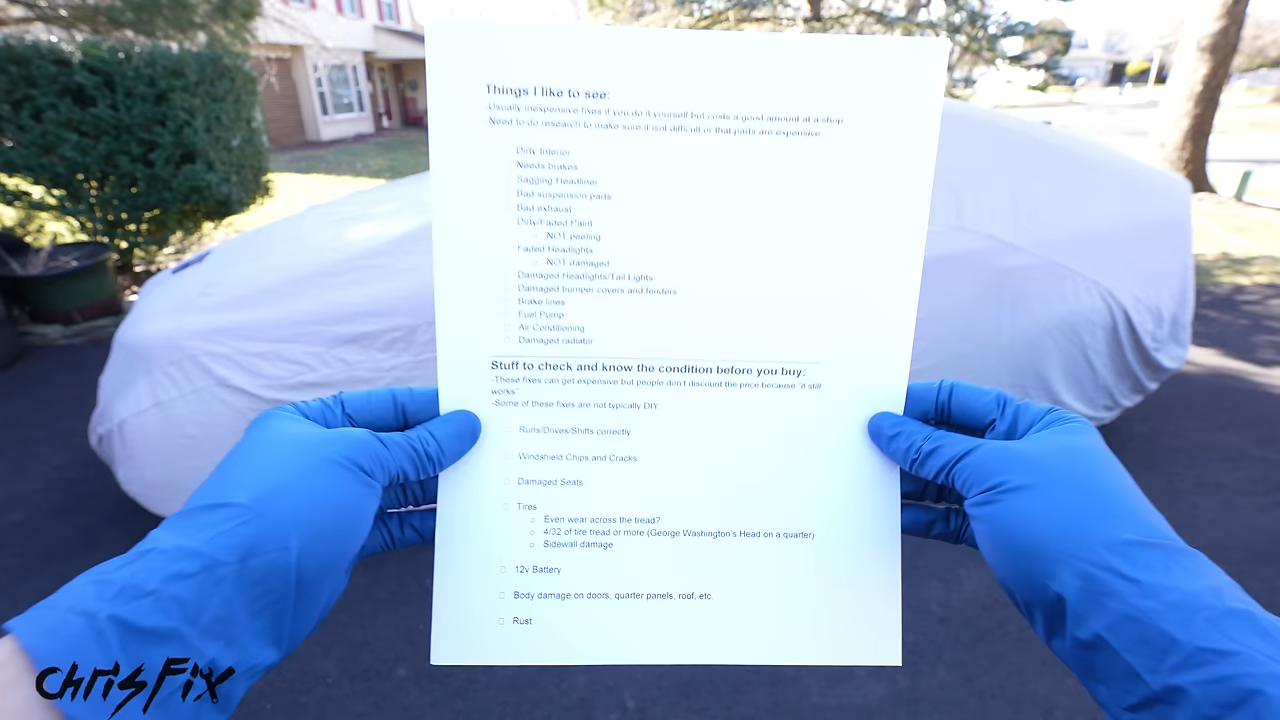 Things I like to see:
Usually inexpensive fixes if you do it yourself but costs a good amount at a shop
Need to do research to make sure it isnt difficult or that parts are expensive
Dirty Interior
Needs brakes
Sagging Headliner
Bad suspension parts
Bad exhaust
Dirty/Faded Paint
○ NOT peeling
Faded Headlights
○ NOT damaged
Damaged Headlights/Tail Lights
Damaged bumper covers and fenders
Brake lines
Fuel Pump
□ Air Conditioning
□ Damaged radiator
Stuff to check and know the condition before you buy:
-These fixes can get expensive but people don't discount the price because "it still
works"
-Some of these fixes are not typically DIY.
□ Runs/Drives/Shifts correctly
□ Windshield Chips and Cracks
□ Damaged Seats
□ Tires
○ Even wear across the tread?
○ 4/32 of tire tread or more (George Washington's Head on a quarter)
○ Sidewall damage
□ 12v Battery
□ Body damage on doors, quarter panels, roof, etc.
□ Rust
ChrisFix